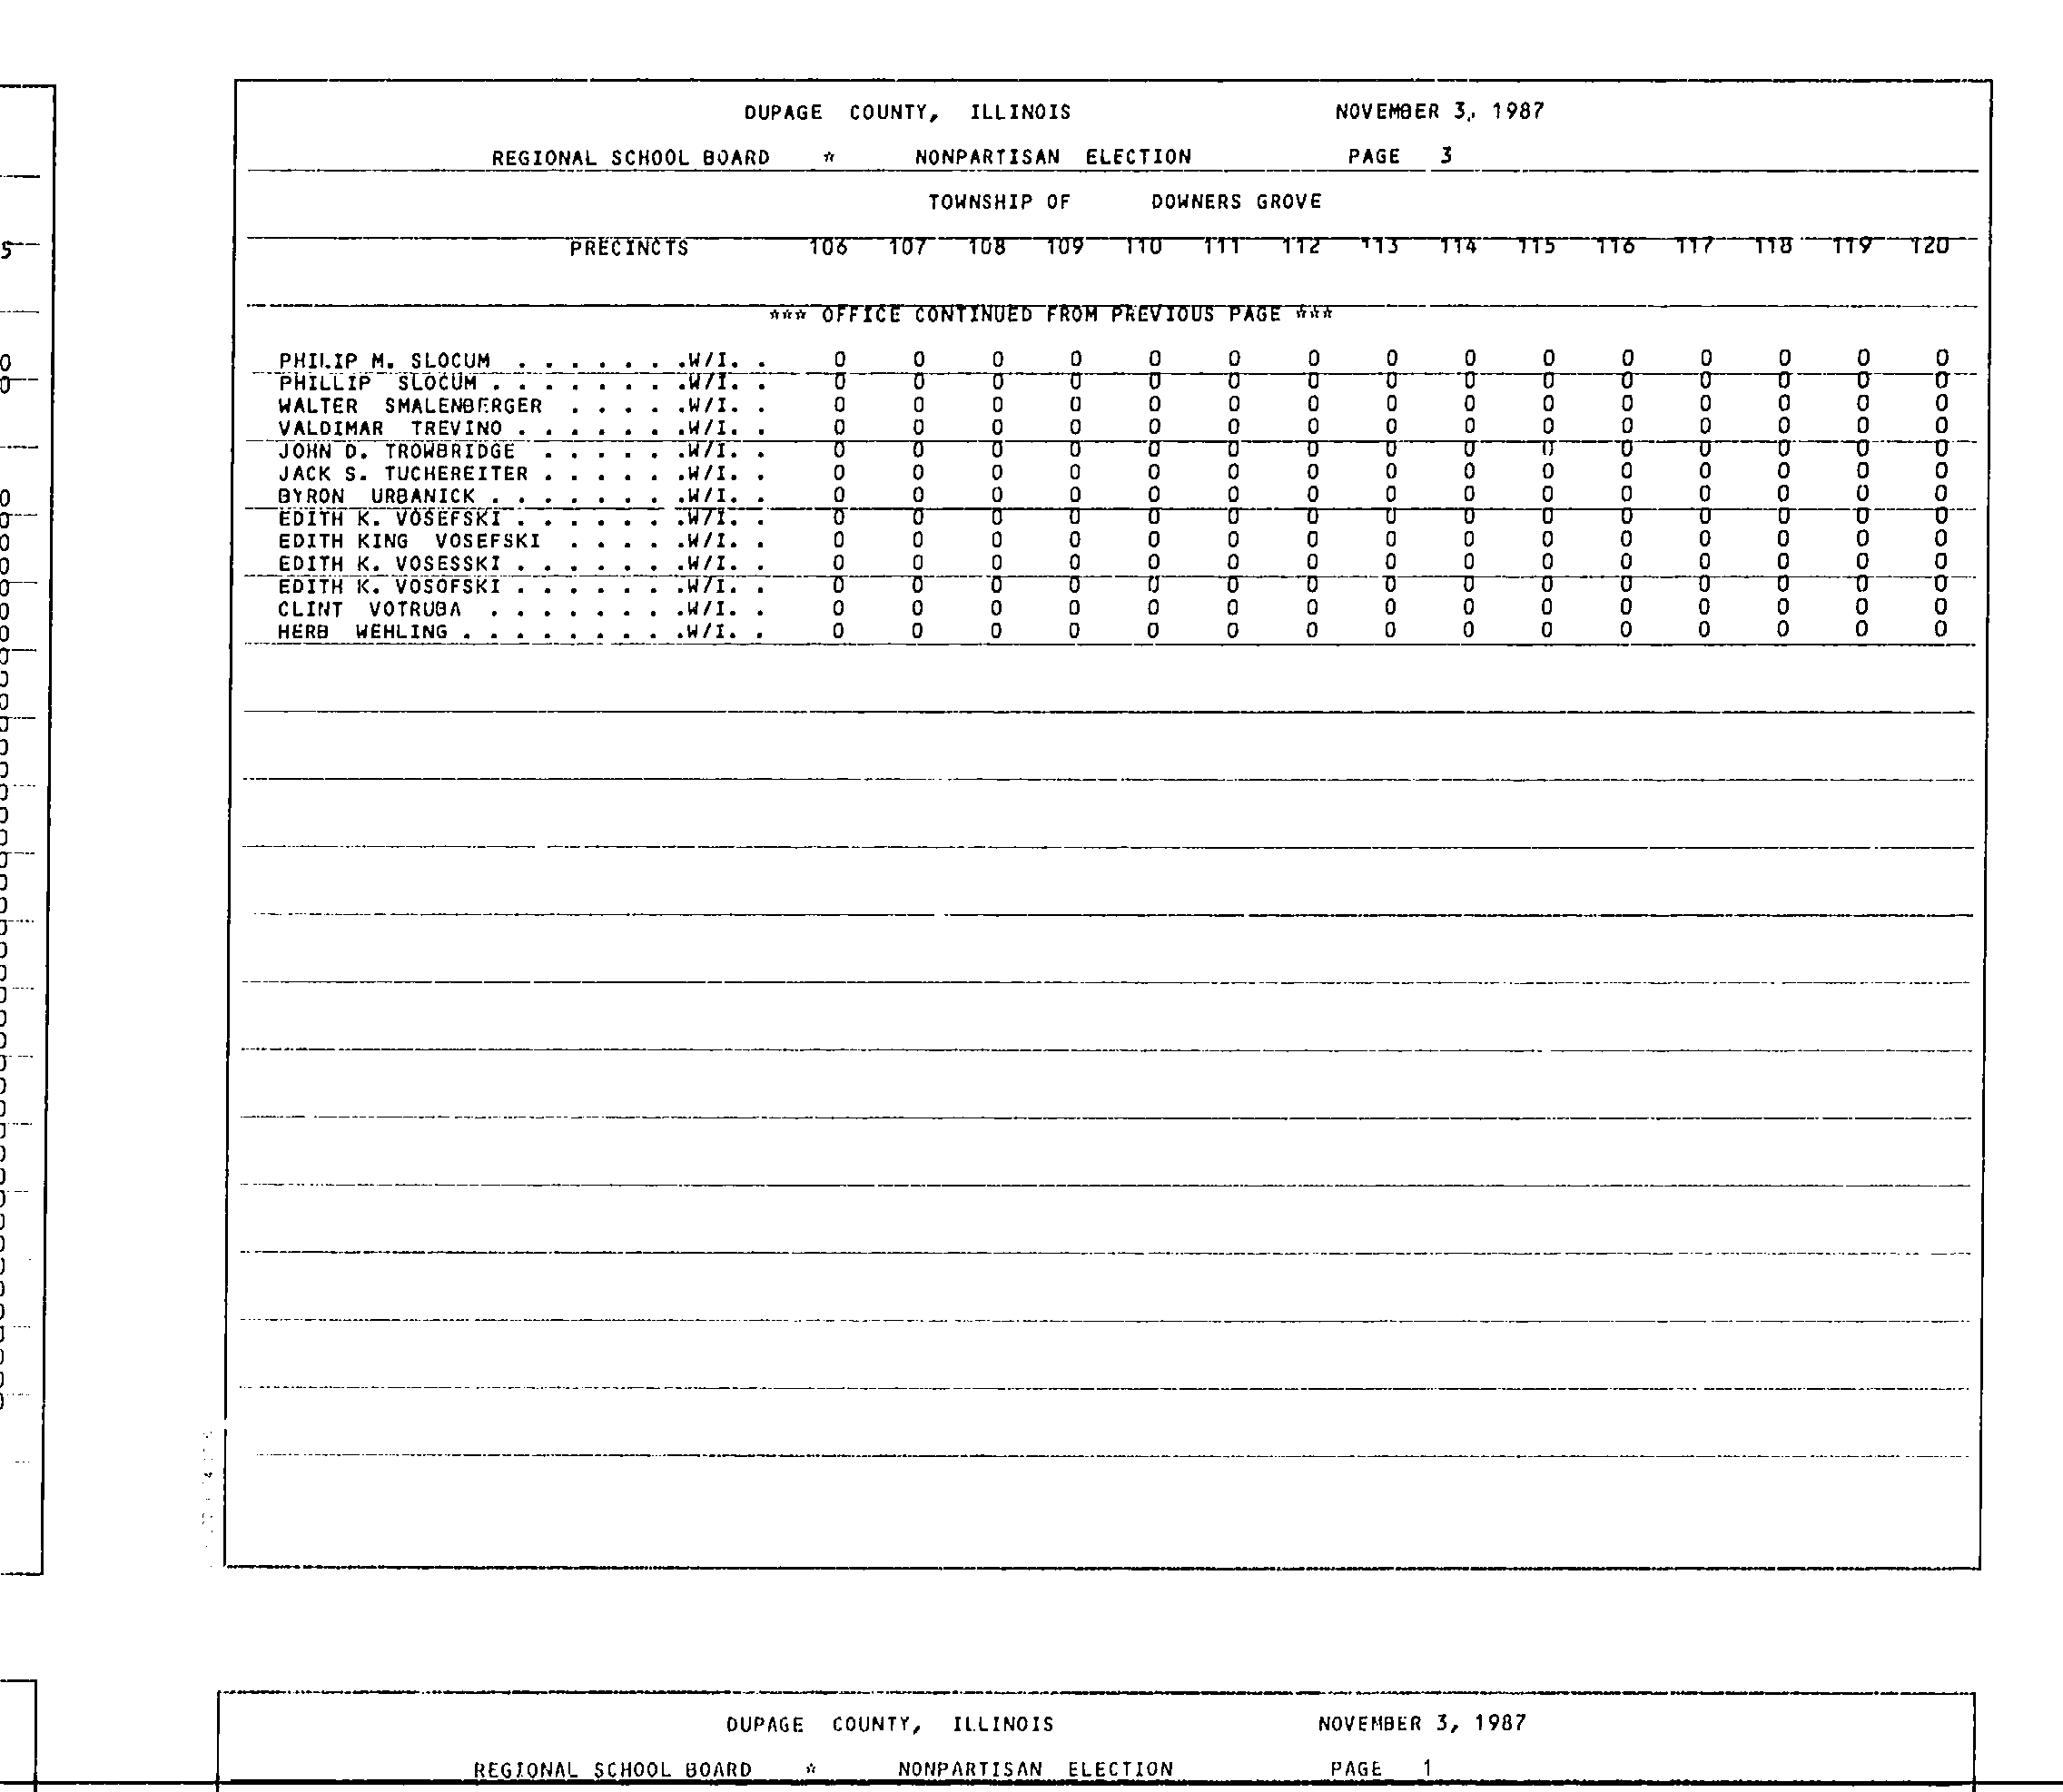 DUPAGE COUNTY, ILLINOIS NOVEMBER 3, 1987
REGIONAL SCHOOL BOARD * NONPARTISAN ELECTION PAGE 3
TOWNSHIP OF DOWNERS GROVE
PRECINCTS 106 107 108 109 110 111 112 113 114 115 116 117 118 119 120
*** OFFICE CONTINUED FROM PREVIOUS PAGE ***
PHILIP M. SLOCUM . . . . . . .W/I. . 0 0 0 0 0 0 0 0 0 0 0 0 0 0 0
PHILLIP SLOCUM . . . . . . . .W/I. . 0 0 0 0 0 0 0 0 0 0 0 0 0 0 0
WALTER SMALENBERGER . . . . .W/I. . 0 0 0 0 0 0 0 0 0 0 0 0 0 0 0
VALDIMAR TREVINO . . . . . . .W/I. . 0 0 0 0 0 0 0 0 0 0 0 0 0 0 0
JOHN D. TROWBRIDGE . . . . . .W/I. . 0 0 0 0 0 0 0 0 0 0 0 0 0 0 0
JACK S. TUCHEREITER . . . . . .W/I. . 0 0 0 0 0 0 0 0 0 0 0 0 0 0 0
BYRON URBANICK . . . . . . . .W/I. . 0 0 0 0 0 0 0 0 0 0 0 0 0 0 0
EDITH K. VOSEFSKI . . . . . . .W/I. . 0 0 0 0 0 0 0 0 0 0 0 0 0 0 0
EDITH KING VOSEFSKI . . . . .W/I. . 0 0 0 0 0 0 0 0 0 0 0 0 0 0 0
EDITH K. VOSESSKI . . . . . . .W/I. . 0 0 0 0 0 0 0 0 0 0 0 0 0 0 0
EDITH K. VOSOFSKI . . . . . . .W/I. . 0 0 0 0 0 0 0 0 0 0 0 0 0 0 0
CLINT VOTRUBA . . . . . . . .W/I. . 0 0 0 0 0 0 0 0 0 0 0 0 0 0 0
HERB WEHLING . . . . . . . . .W/I. . 0 0 0 0 0 0 0 0 0 0 0 0 0 0 0
DUPAGE COUNTY, ILLINOIS NOVEMBER 3, 1987
REGIONAL SCHOOL BOARD * NONPARTISAN ELECTION PAGE 1